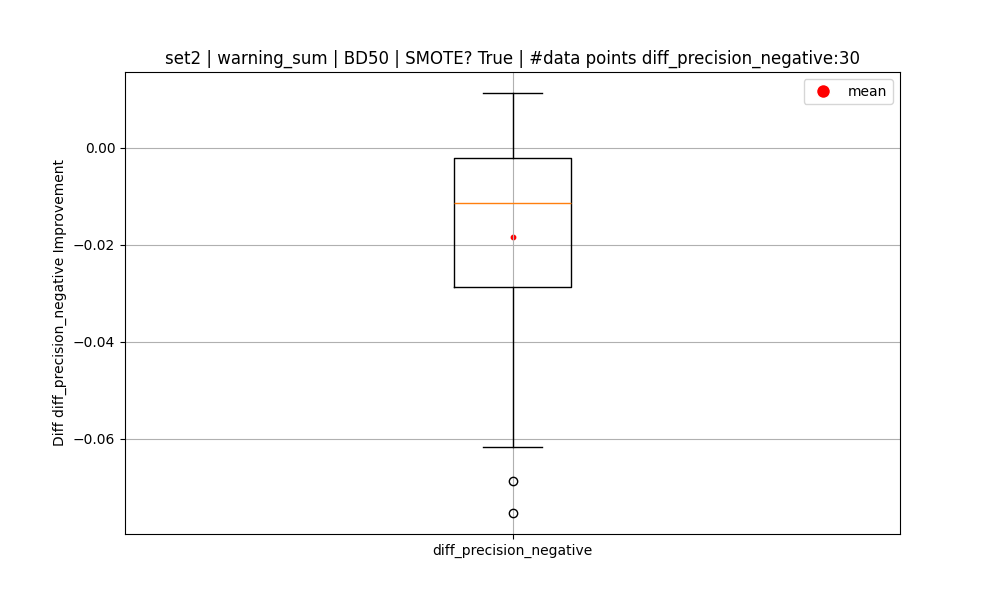 set2 | warning_sum | BD50 | SMOTE? True | #data points diff_precision_negative:30
mean
0.00
−0.02
−0.04
−0.06
Diff diff_precision_negative Improvement
diff_precision_negative